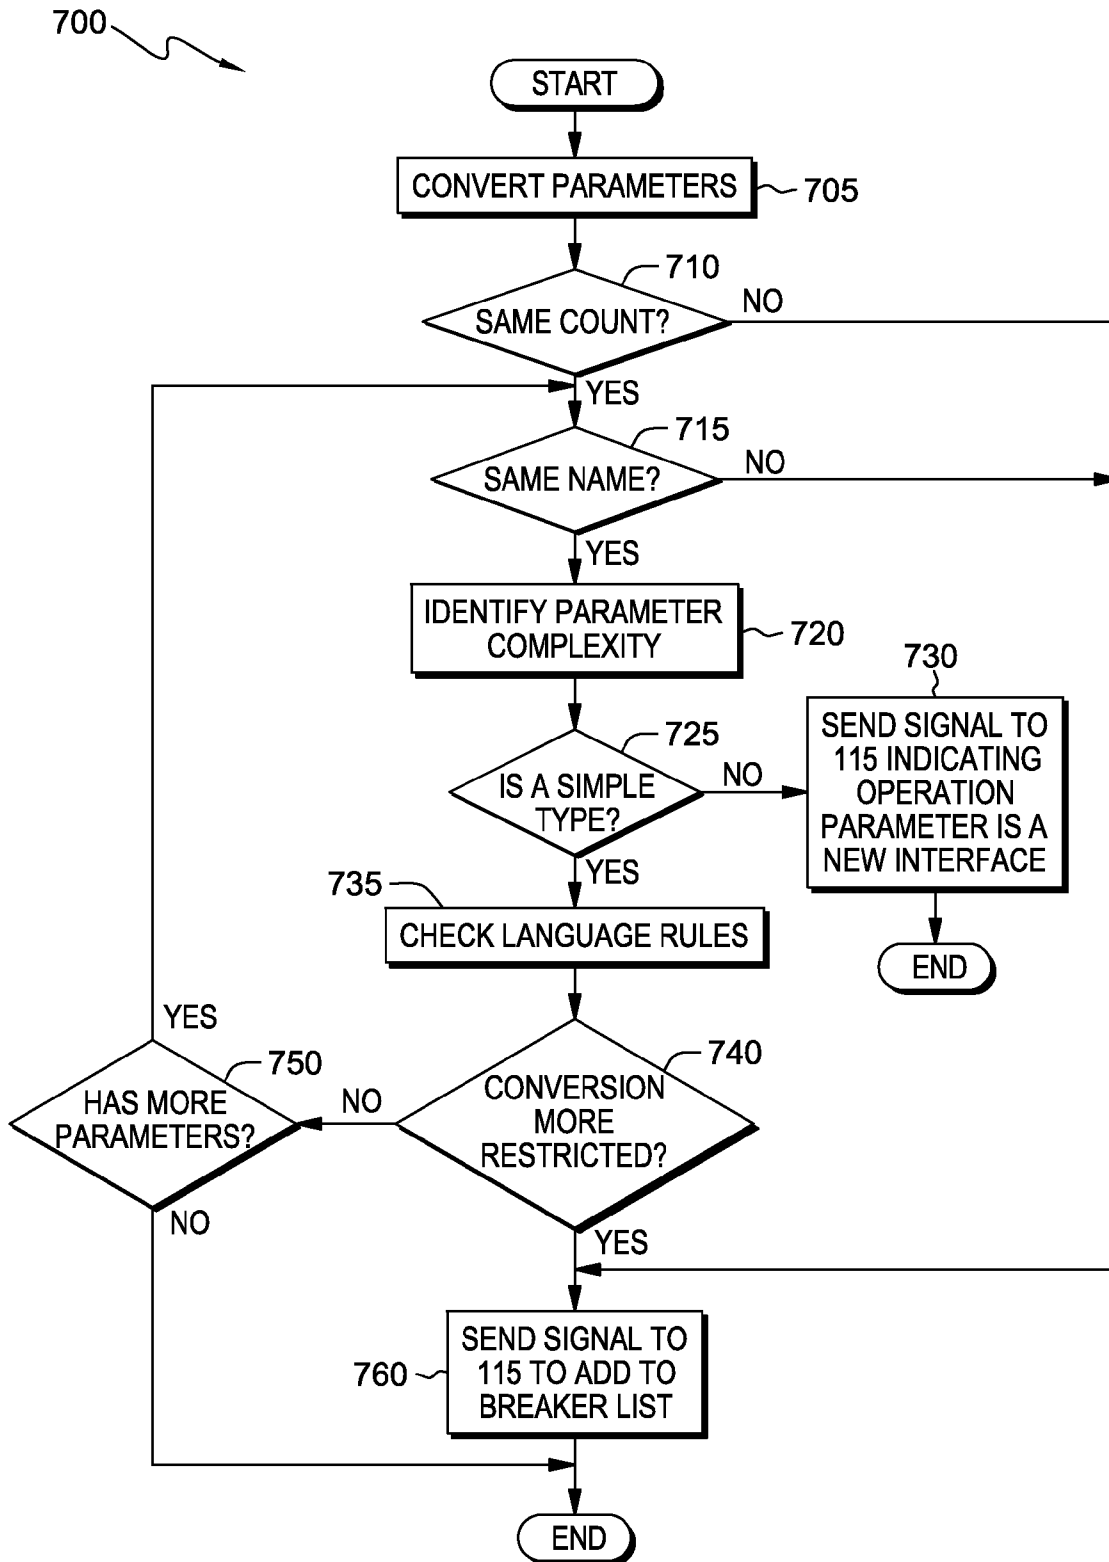 700
START
CONVERT PARAMETERS
705
710
SAME COUNT?
NO
YES
715
SAME NAME?
NO
YES
IDENTIFY PARAMETER
COMPLEXITY
720
725
IS A SIMPLE
TYPE?
NO
YES
730
SEND SIGNAL TO
115 INDICATING
OPERATION
PARAMETER IS A
NEW INTERFACE
END
735
CHECK LANGUAGE RULES
740
CONVERSION
MORE
RESTRICTED?
NO
YES
750
HAS MORE
PARAMETERS?
YES
NO
SEND SIGNAL TO
115 TO ADD TO
BREAKER LIST
760
END